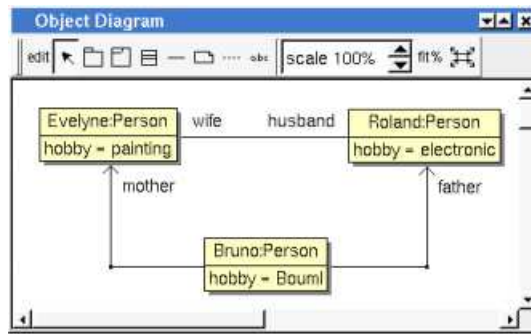 Object Diagram
edit abc scale 100% fit%
Evelyne:Person wife husband Roland:Person
hobby = painting hobby = electronic
mother father
Bruno:Person
hobby = Bouml